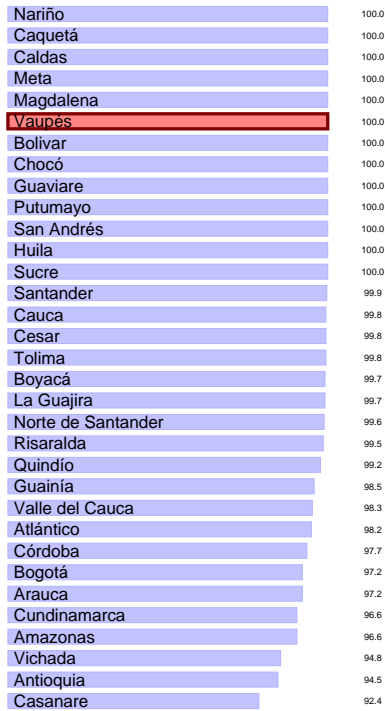 Nariño 100.0
Caquetá 100.0
Caldas 100.0
Meta 100.0
Magdalena 100.0
Vaupés 100.0
Bolivar 100.0
Chocó 100.0
Guaviare 100.0
Putumayo 100.0
San Andrés 100.0
Huila 100.0
Sucre 100.0
Santander 99.9
Cauca 99.8
Cesar 99.8
Tolima 99.8
Boyacá 99.7
La Guajira 99.7
Norte de Santander 99.6
Risaralda 99.5
Quindío 99.2
Guainía 98.5
Valle del Cauca 98.3
Atlántico 98.2
Córdoba 97.7
Bogotá 97.2
Arauca 97.2
Cundinamarca 96.6
Amazonas 96.6
Vichada 94.8
Antioquia 94.5
Casanare 92.4